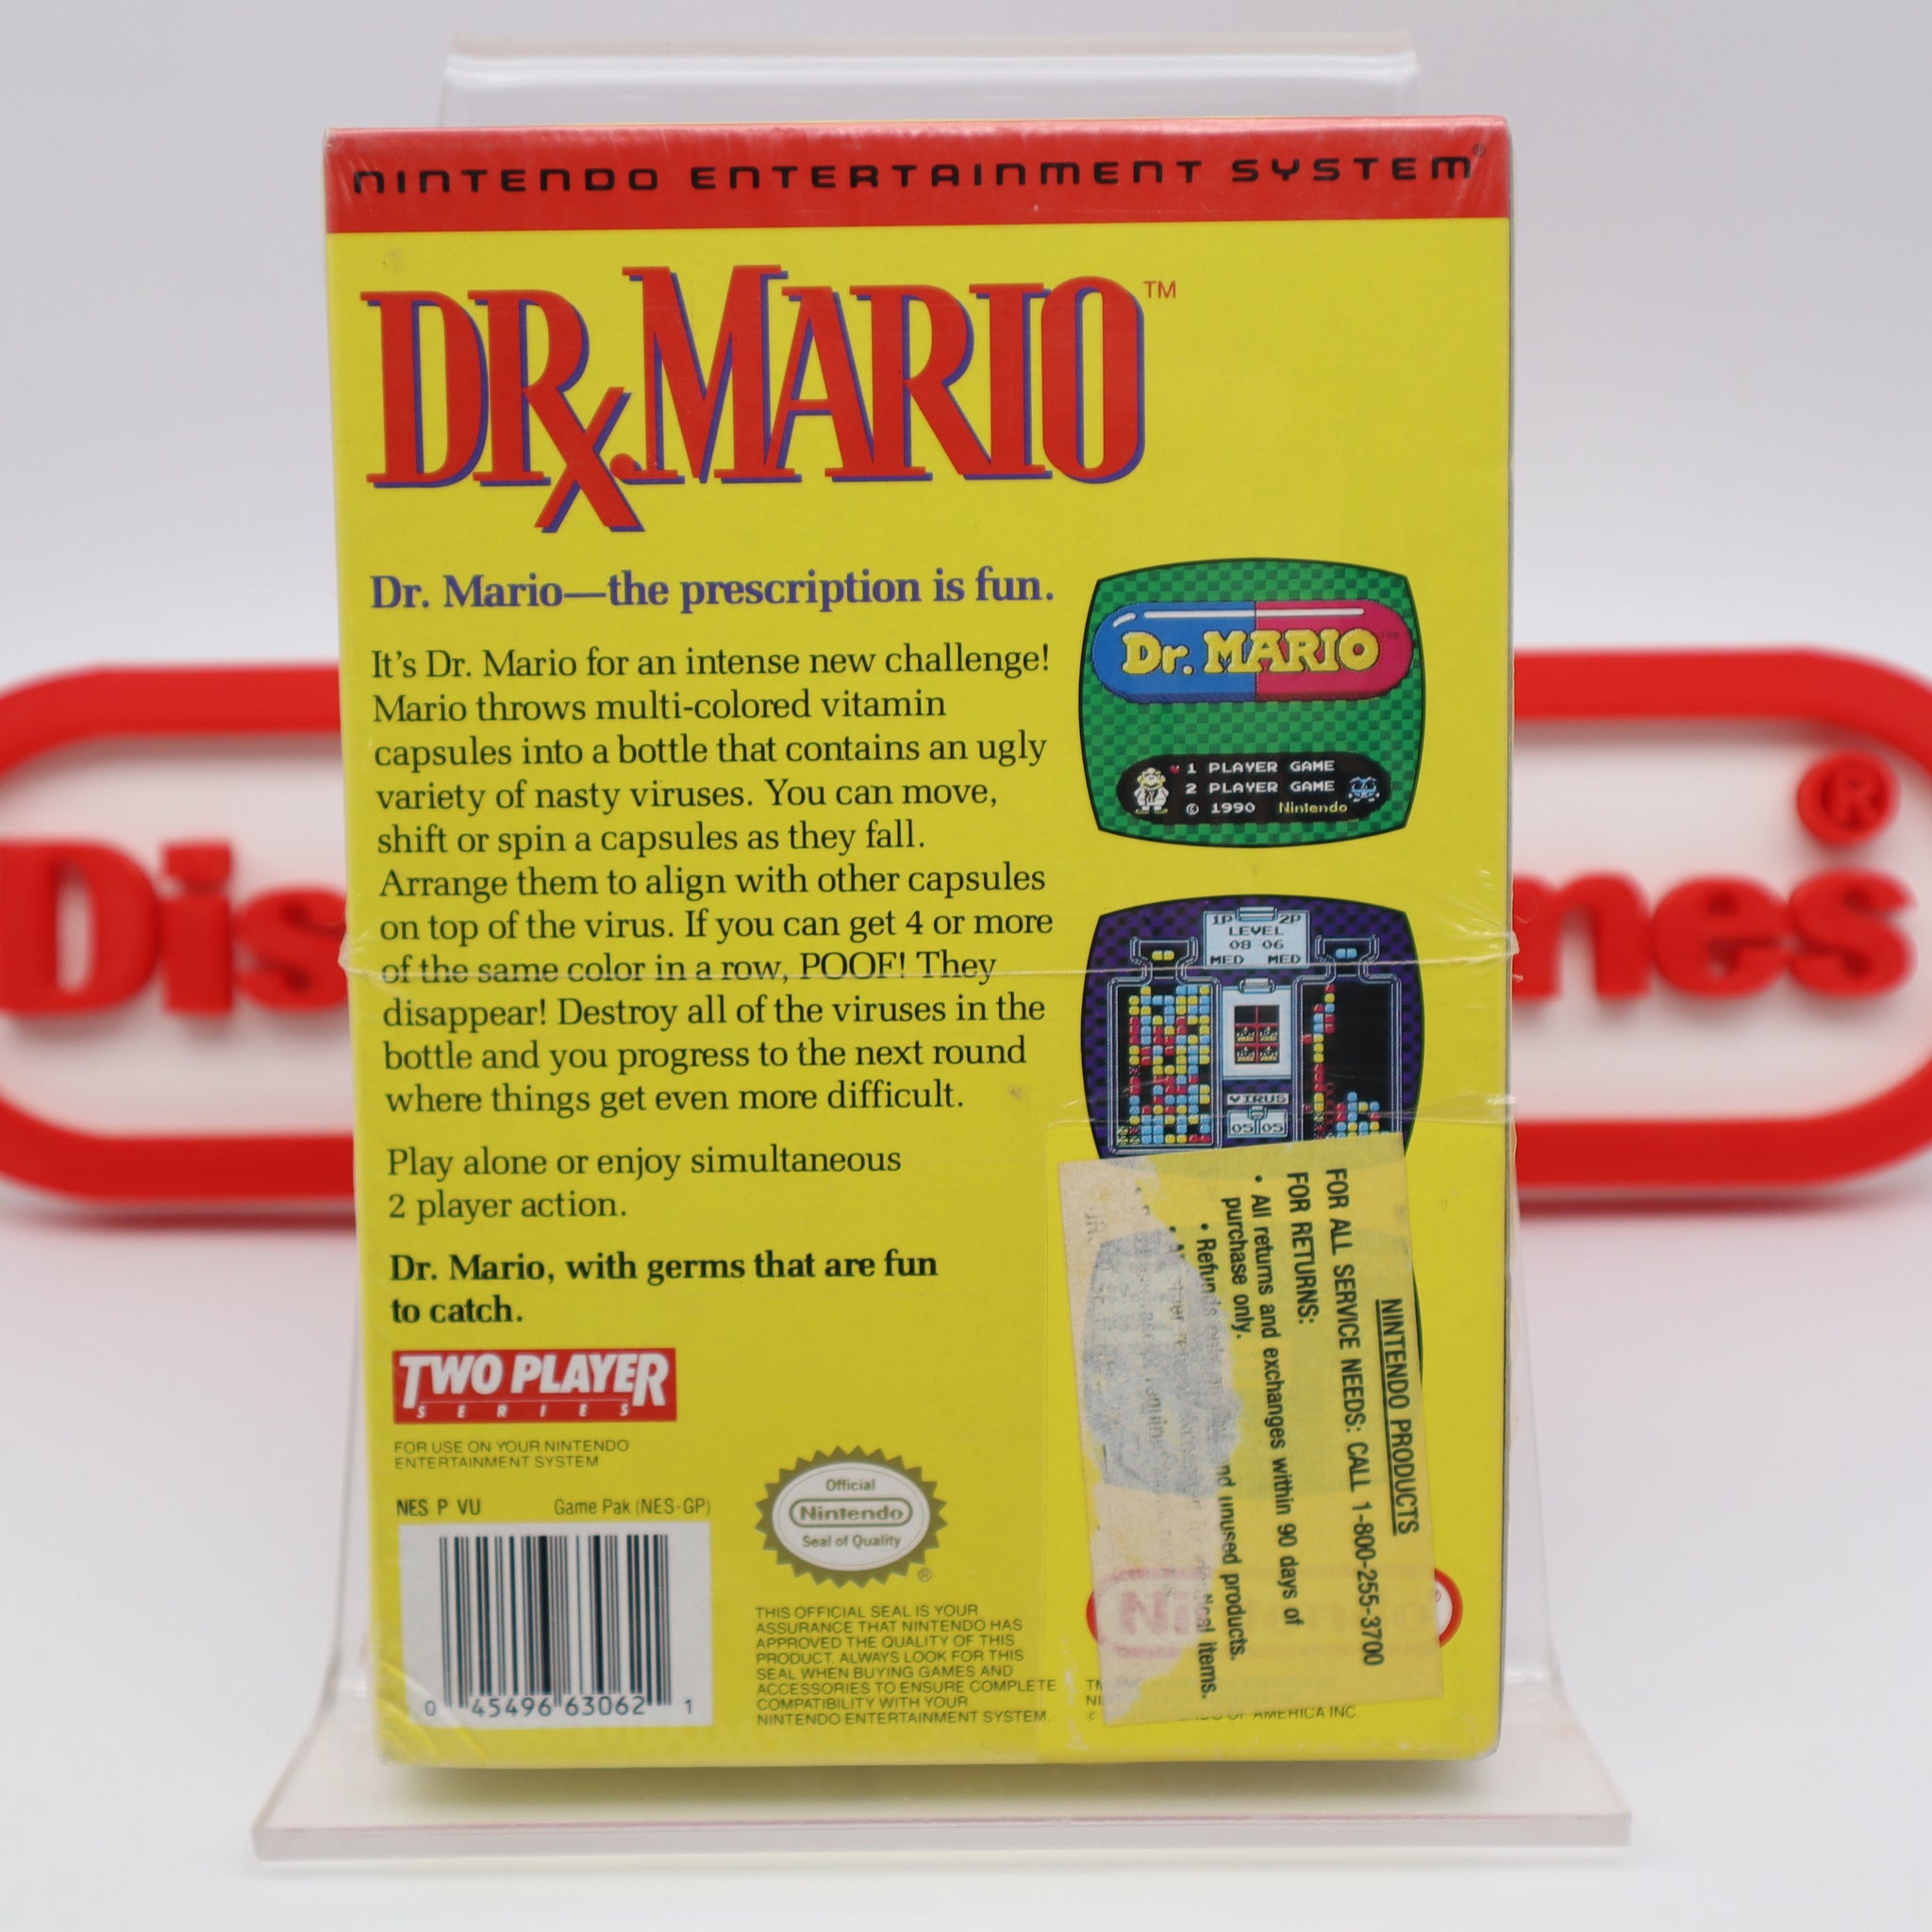 NINTENDO ENTERTAINMENT SYSTEM®
DR. MARIO™
Dr. Mario—the prescription is fun.
It's Dr. Mario for an intense new challenge!
Mario throws multi-colored vitamin
capsules into a bottle that contains an ugly
variety of nasty viruses. You can move,
shift or spin a capsules as they fall.
Arrange them to align with other capsules
on top of the virus. If you can get 4 or more
of the same color in a row, POOF! They
disappear! Destroy all of the viruses in the
bottle and you progress to the next round
where things get even more difficult.
Play alone or enjoy simultaneous
2 player action.
Dr. Mario, with germs that are fun
to catch.
TWO PLAYER
SERIES
FOR USE ON YOUR NINTENDO
ENTERTAINMENT SYSTEM
NES P VU Game Pak (NES-GP)
0 45496 63062 1
Official
Nintendo
Seal of Quality
®
THIS OFFICIAL SEAL IS YOUR
ASSURANCE THAT NINTENDO HAS
APPROVED THE QUALITY OF THIS
PRODUCT. ALWAYS LOOK FOR THIS
SEAL WHEN BUYING GAMES AND
ACCESSORIES TO ENSURE COMPLETE
COMPATIBILITY WITH YOUR
NINTENDO ENTERTAINMENT SYSTEM.
Dr. MARIO
1 PLAYER GAME
2 PLAYER GAME
© 1990 Nintendo
1P 2P
LEVEL
08 06
MED MED
VIRUS
05 05
NINTENDO PRODUCTS
FOR ALL SERVICE NEEDS: CALL 1-800-255-3700
FOR RETURNS:
• All returns and exchanges within 90 days of
purchase only.
• Refunds unused products.
items.
Nintendo®
OF AMERICA INC.
Dis nes®